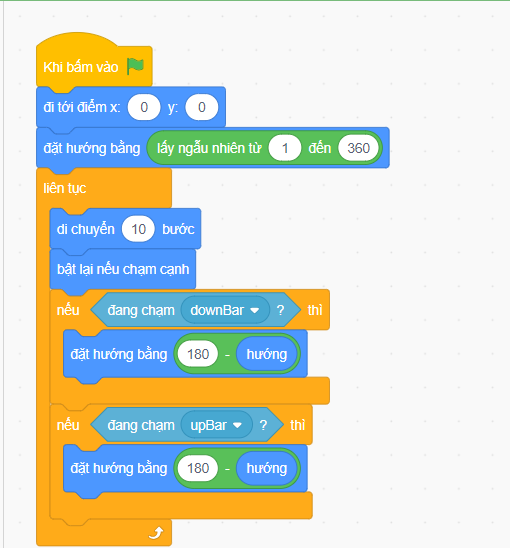 Khi bấm vào
đi tới điểm x: 0 y: 0
đặt hướng bằng lấy ngẫu nhiên từ 1 đến 360
liên tục
di chuyển 10 bước
bật lại nếu chạm cạnh
nếu đang chạm downBar ? thì
đặt hướng bằng 180 - hướng
nếu đang chạm upBar ? thì
đặt hướng bằng 180 - hướng